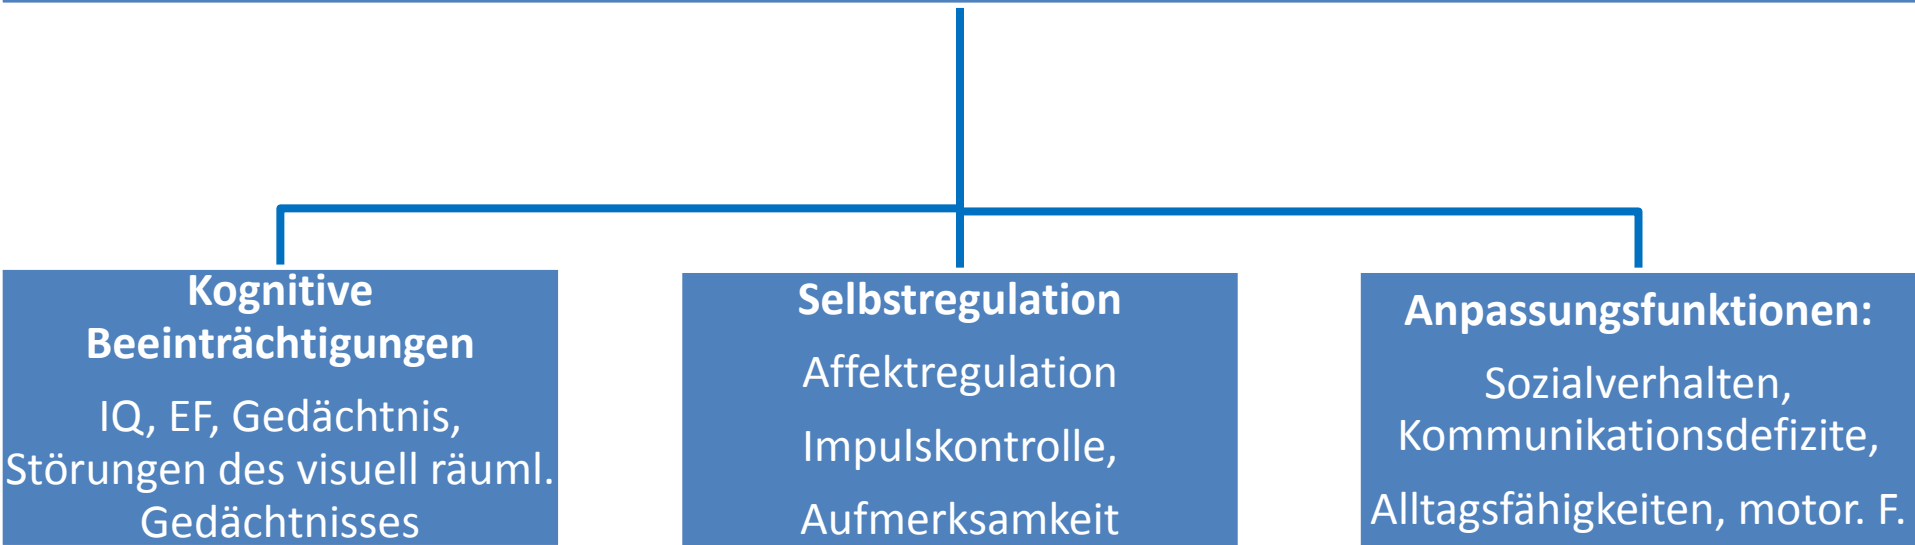 Kognitive
Beeinträchtigungen
IQ, EF, Gedächtnis,
Störungen des visuell räuml.
Gedächtnisses
Selbstregulation
Affektregulation
Impulskontrolle,
Aufmerksamkeit
Anpassungsfunktionen:
Sozialverhalten,
Kommunikationsdefizite,
Alltagsfähigkeiten, motor. F.